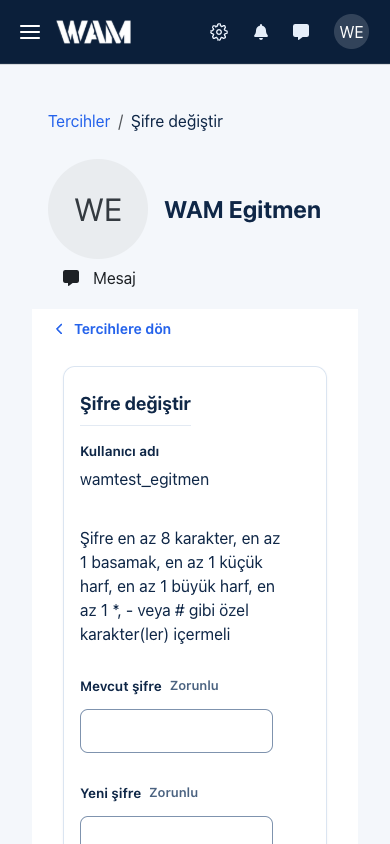 WAM
WE
Tercihler / Şifre değiştir
WE
WAM Egitmen
Mesaj
Tercihlere dön
Şifre değiştir
Kullanıcı adı
wamtest_egitmen
Şifre en az 8 karakter, en az
1 basamak, en az 1 küçük
harf, en az 1 büyük harf, en
az 1 *, - veya # gibi özel
karakter(ler) içermeli
Mevcut şifre Zorunlu
Yeni şifre Zorunlu